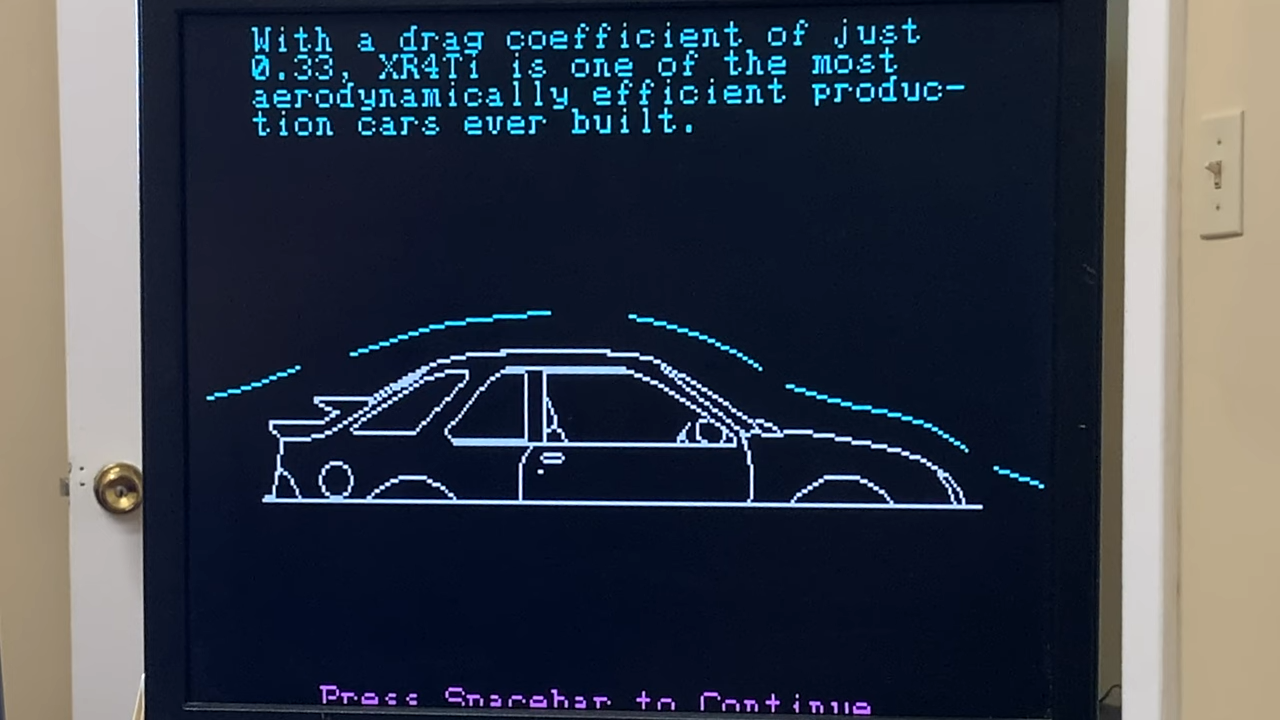 With a drag coefficient of just
0.33, XR4Ti is one of the most
aerodynamically efficient produc-
tion cars ever built.
Press Spacebar to Continue